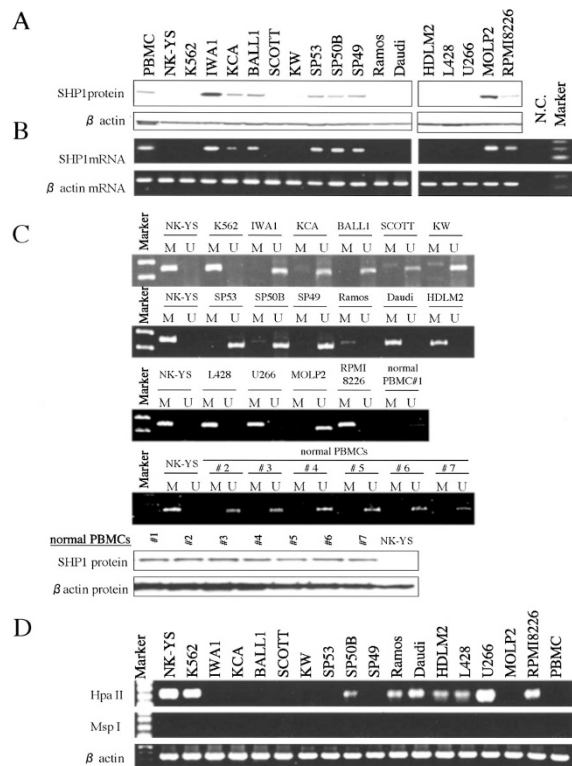 A
PBMC NK-YS K562 IWA1 KCA BALL1 SCOTT KW SP53 SP50B SP49 Ramos Daudi HDLM2 L428 U266 MOLP2 RPMI8226 N.C. Marker
SHP1protein
β actin
B
SHP1mRNA
β actin mRNA
C
Marker NK-YS K562 IWA1 KCA BALL1 SCOTT KW
M U M U M U M U M U M U M U
Marker NK-YS SP53 SP50B SP49 Ramos Daudi HDLM2
M U M U M U M U M U M U M U
Marker NK-YS L428 U266 MOLP2 RPMI 8226 normal PBMC#1
M U M U M U M U M U M U
normal PBMCs
Marker NK-YS # 2 # 3 # 4 # 5 # 6 # 7
M U M U M U M U M U M U M U
normal PBMCs #1 #2 #3 #4 #5 #6 #7 NK-YS
SHP1 protein
β actin protein
D
Marker NK-YS K562 IWA1 KCA BALL1 SCOTT KW SP53 SP50B SP49 Ramos Daudi HDLM2 L428 U266 MOLP2 RPMI8226 PBMC
Hpa II
Msp I
β actin